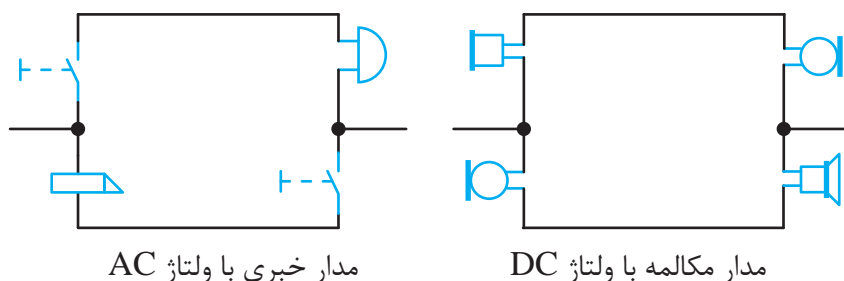 مدار مکالمه با ولتاژ DC
مدار خبری با ولتاژ AC